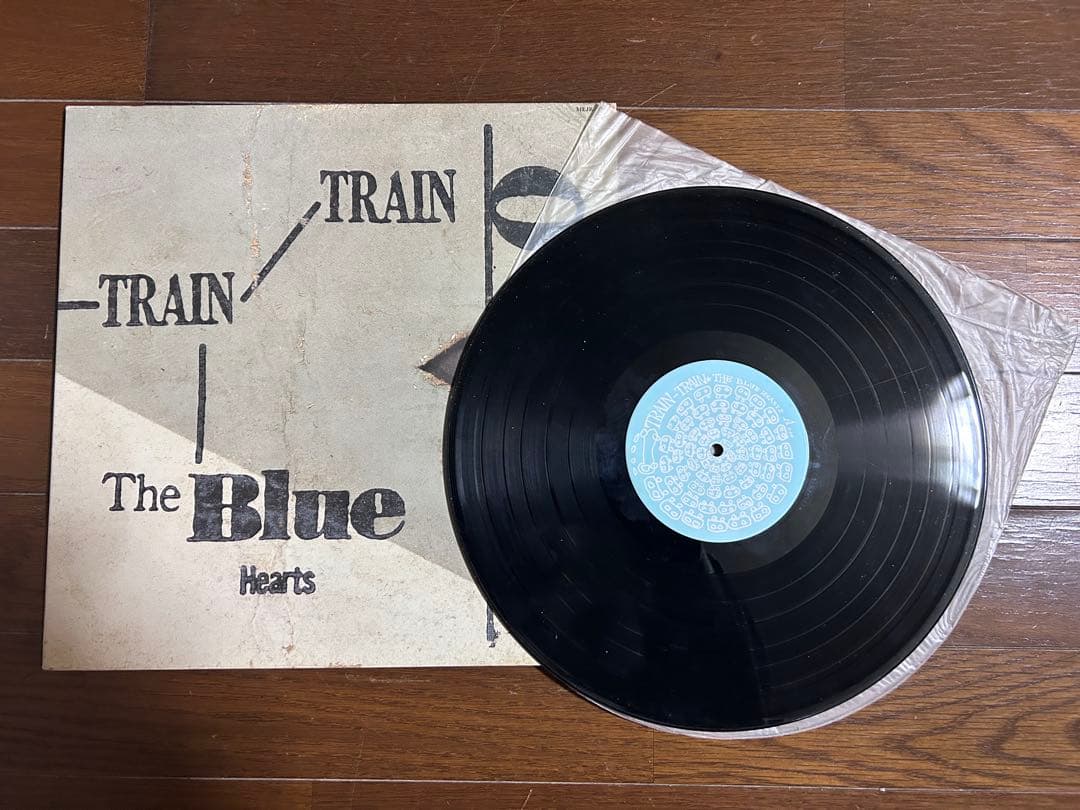 TRAIN
TRAIN
The Blue
Hearts
TRAIN-TRAIN THE BLUE HEARTS